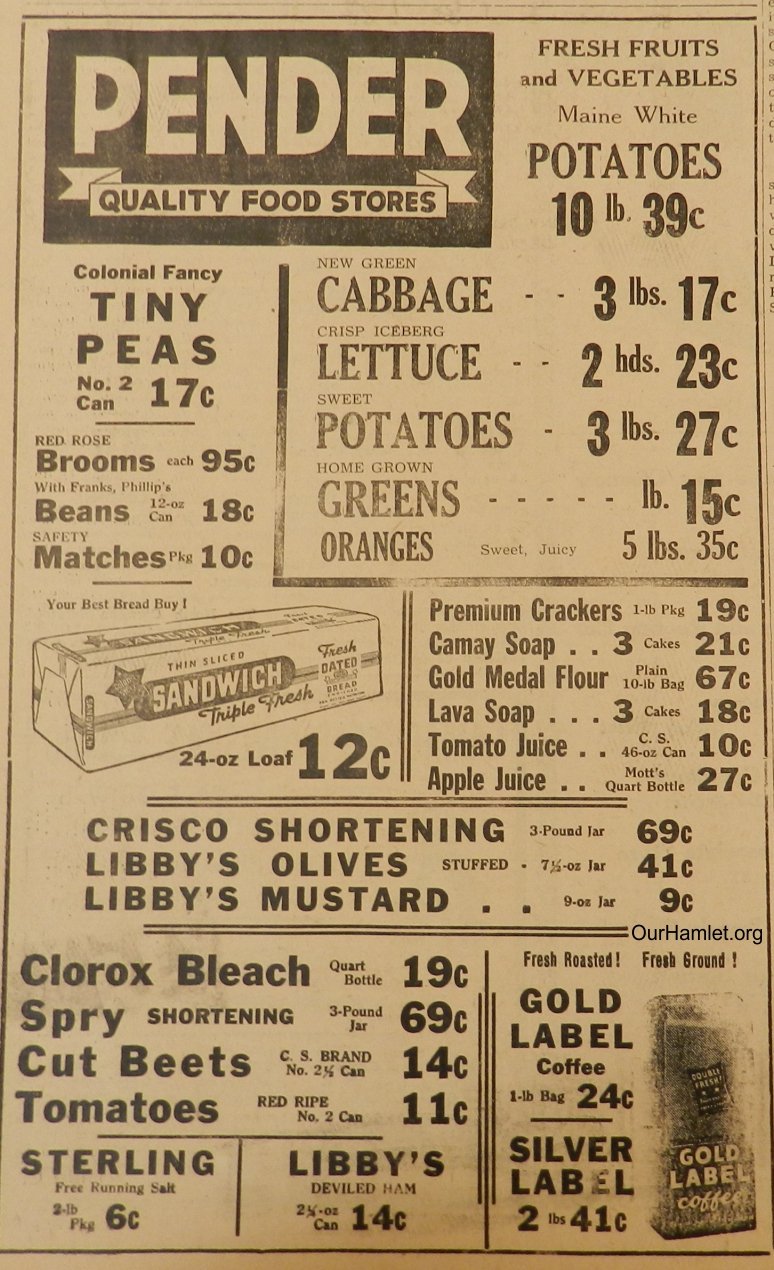 PENDER
QUALITY FOOD STORES
FRESH FRUITS
and VEGETABLES
Maine White
POTATOES
10 lb. 39c
Colonial Fancy
TINY
PEAS
No. 2 Can 17c
RED ROSE
Brooms each 95c
With Franks, Phillip's
Beans 12-oz Can 18c
SAFETY
Matches Pkg 10c
NEW GREEN
CABBAGE - - 3 lbs. 17c
CRISP ICEBERG
LETTUCE - - 2 hds. 23c
SWEET
POTATOES - 3 lbs. 27c
HOME GROWN
GREENS - - - - - lb. 15c
ORANGES Sweet, Juicy 5 lbs. 35c
Your Best Bread Buy!
SANDWICH
Triple Fresh
THIN SLICED
SANDWICH
Triple Fresh
Fresh
DATED
BREAD
SANDWICH
24-oz Loaf 12c
Premium Crackers 1-lb Pkg 19c
Camay Soap . . 3 Cakes 21c
Gold Medal Flour Plain 10-lb Bag 67c
Lava Soap . . . 3 Cakes 18c
Tomato Juice . . C. S. 46-oz Can 10c
Apple Juice . . Mott's Quart Bottle 27c
CRISCO SHORTENING 3-Pound Jar 69c
LIBBY'S OLIVES STUFFED - 7½-oz Jar 41c
LIBBY'S MUSTARD . . 9-oz Jar 9c
OurHamlet.org
Clorox Bleach Quart Bottle 19c
Spry SHORTENING 3-Pound Jar 69c
Cut Beets C. S. BRAND No. 2½ Can 14c
Tomatoes RED RIPE No. 2 Can 11c
STERLING
Free Running Salt
2-lb Pkg 6c
LIBBY'S
DEVILED HAM
2¼-oz Can 14c
Fresh Roasted! Fresh Ground!
GOLD
LABEL
Coffee
1-lb Bag 24c
SILVER
LABEL
2 lbs 41c
DOUBLE
FRESH!
GOLD
LABEL
coffee